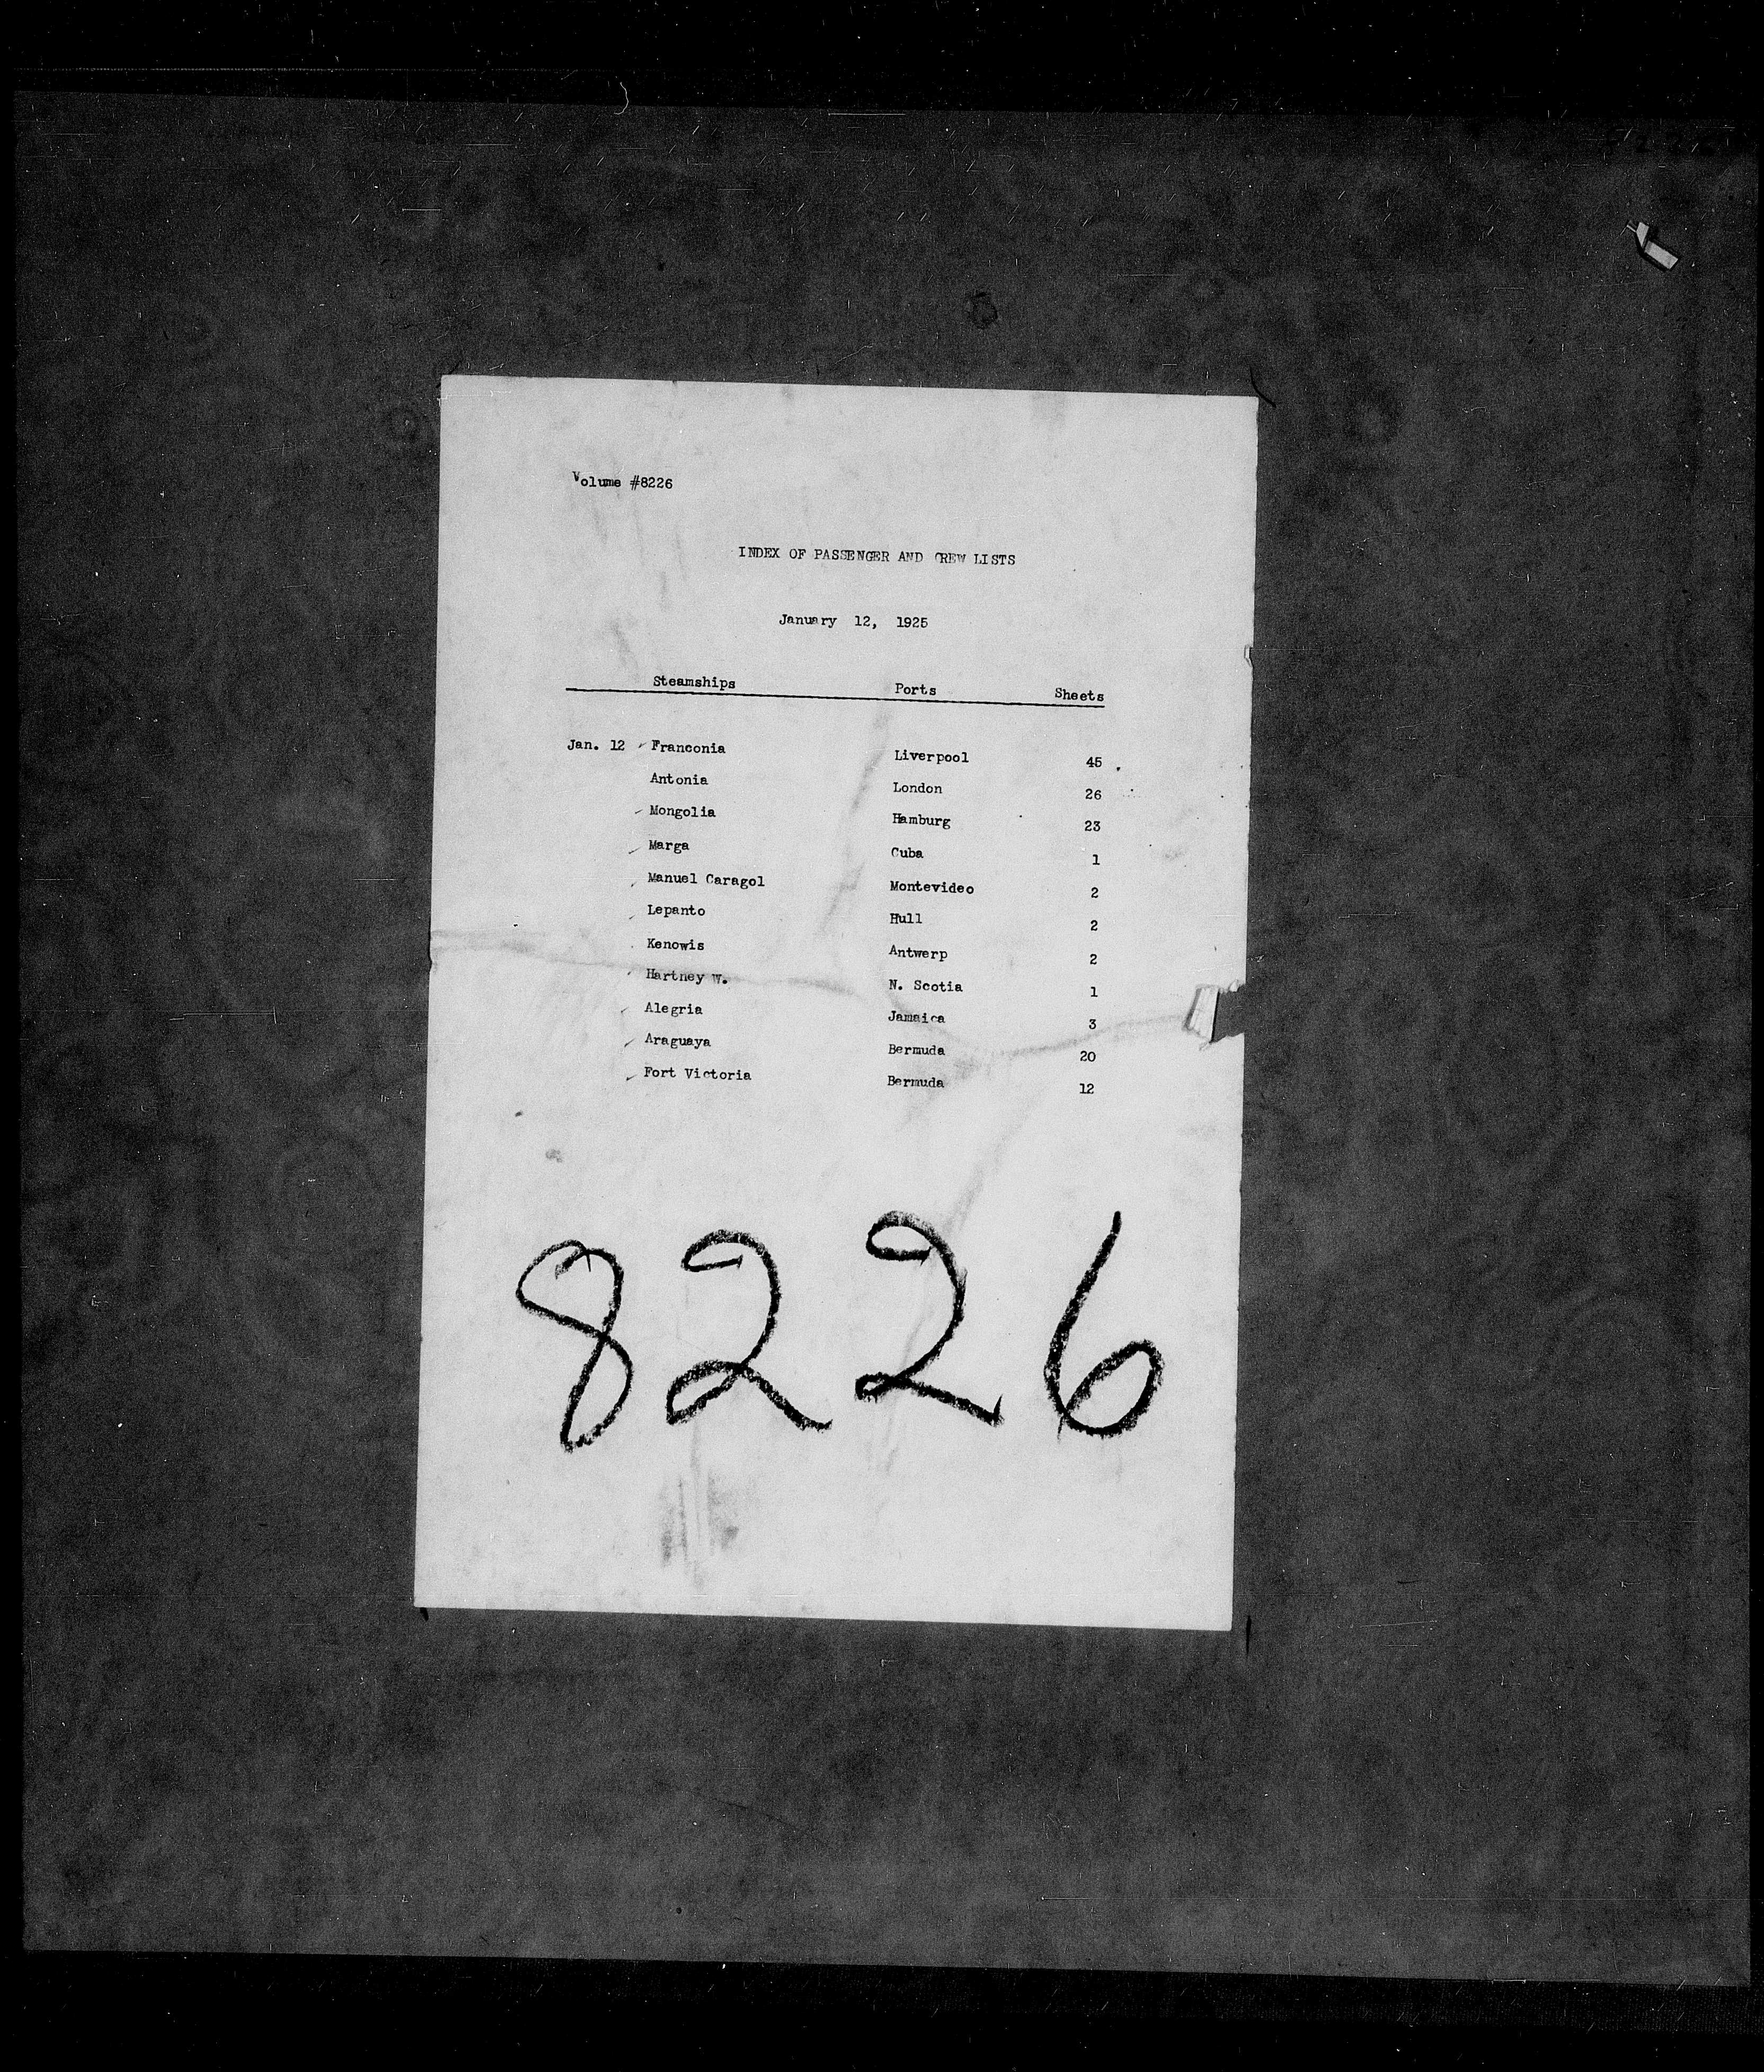 Volume #8226
INDEX OF PASSENGER AND CREW LISTS
January 12, 1925
Steamships Ports Sheets
Jan. 12 Franconia Liverpool 45
Antonia London 26
Mongolia Hamburg 23
Marga Cuba 1
Manuel Caragol Montevideo 2
Lepanto Hull 2
Kenowis Antwerp 2
Hartney W. N. Scotia 1
Alegria Jamaica 3
Araguaya Bermuda 20
Fort Victoria Bermuda 12
8226